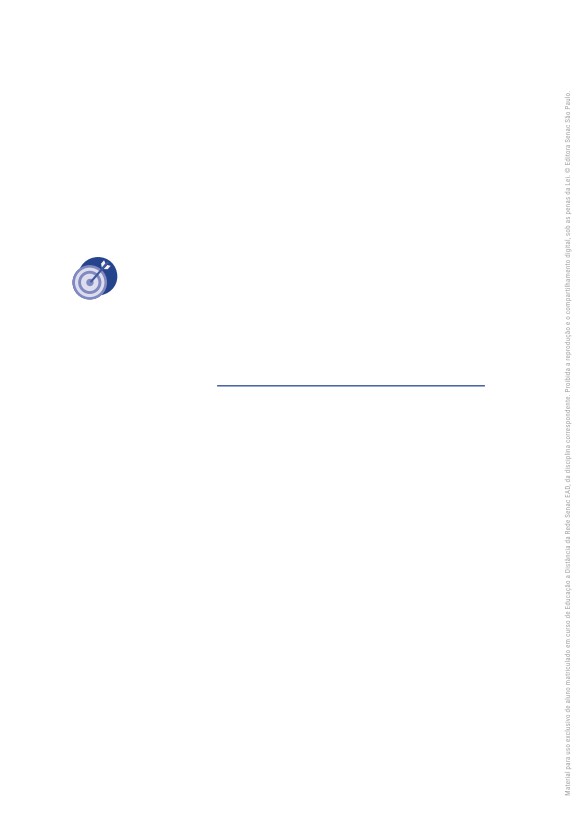 Material para uso exclusivo de aluno matriculado em curso de Educação a Distância da Rede Senac EAD, da disciplina correspondente. Proibida a reprodução e o compartilhamento digital, sob as penas da Lei. © Editora Senac São Paulo.